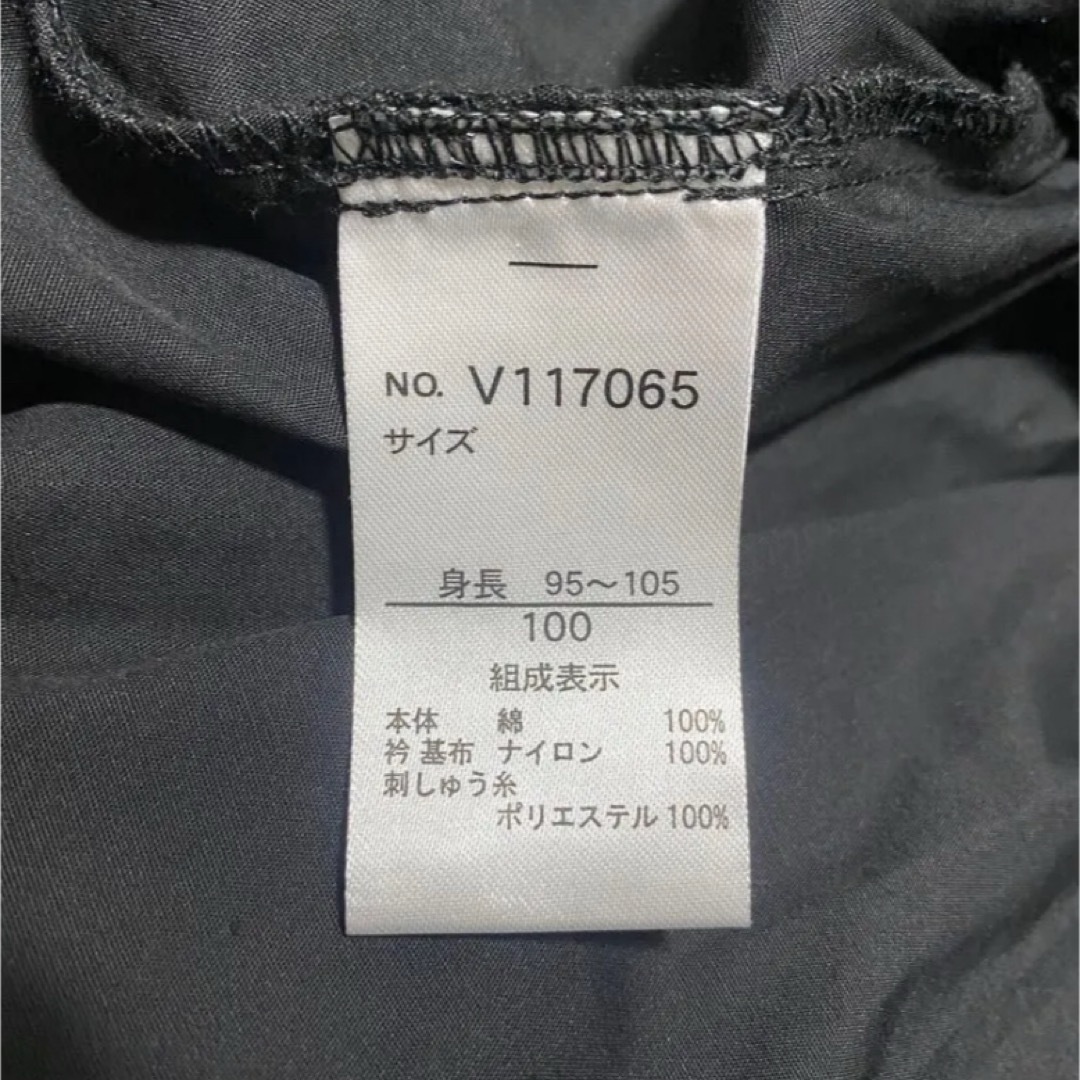 NO. V117065
サイズ
身長 95～105
100
組成表示
本体 綿 100%
衿 基布 ナイロン 100%
刺しゅう糸
ポリエステル 100%